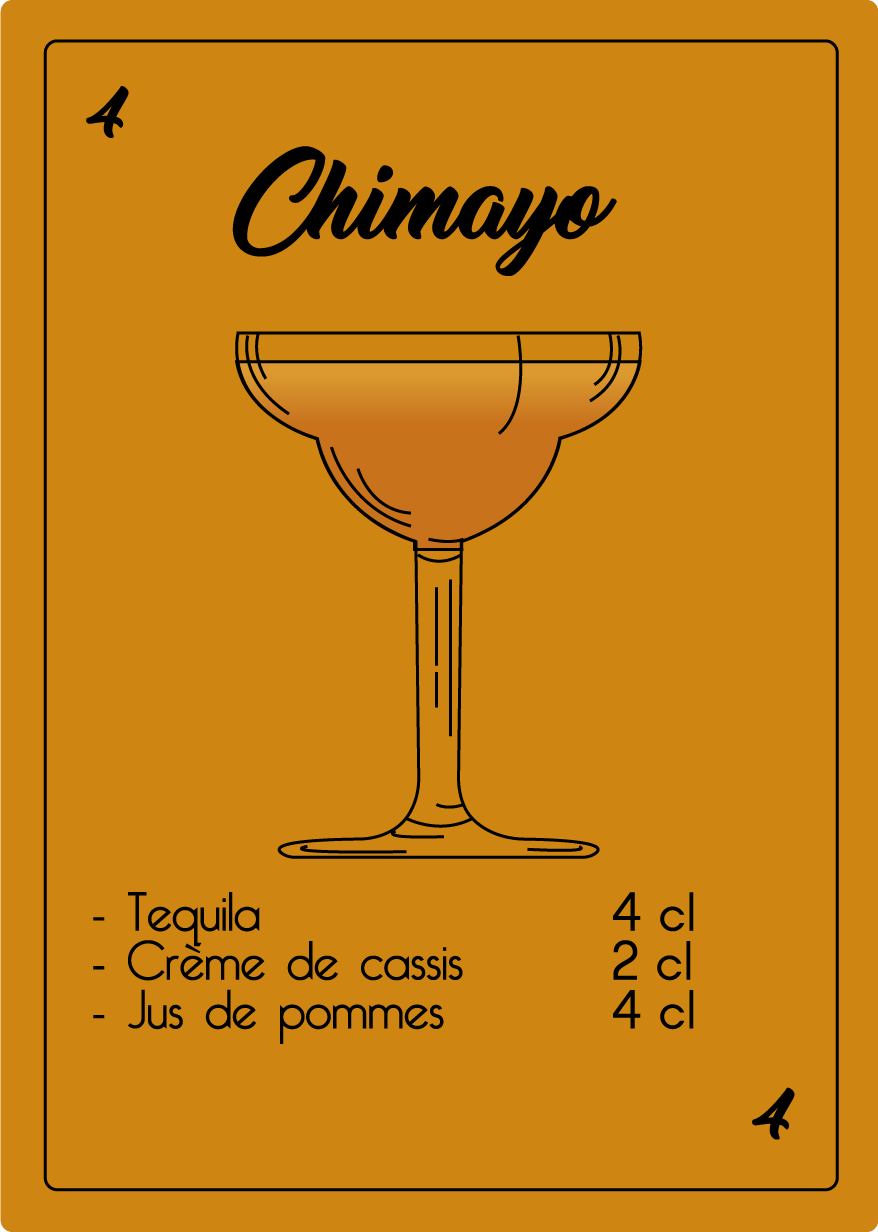 4
Chimayo
- Tequila 4 cl
- Crème de cassis 2 cl
- Jus de pommes 4 cl
4